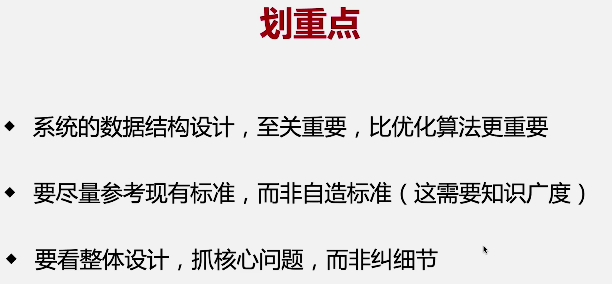 划重点
◆ 系统的数据结构设计，至关重要，比优化算法更重要
◆ 要尽量参考现有标准，而非自造标准（这需要知识广度）
◆ 要看整体设计，抓核心问题，而非纠细节